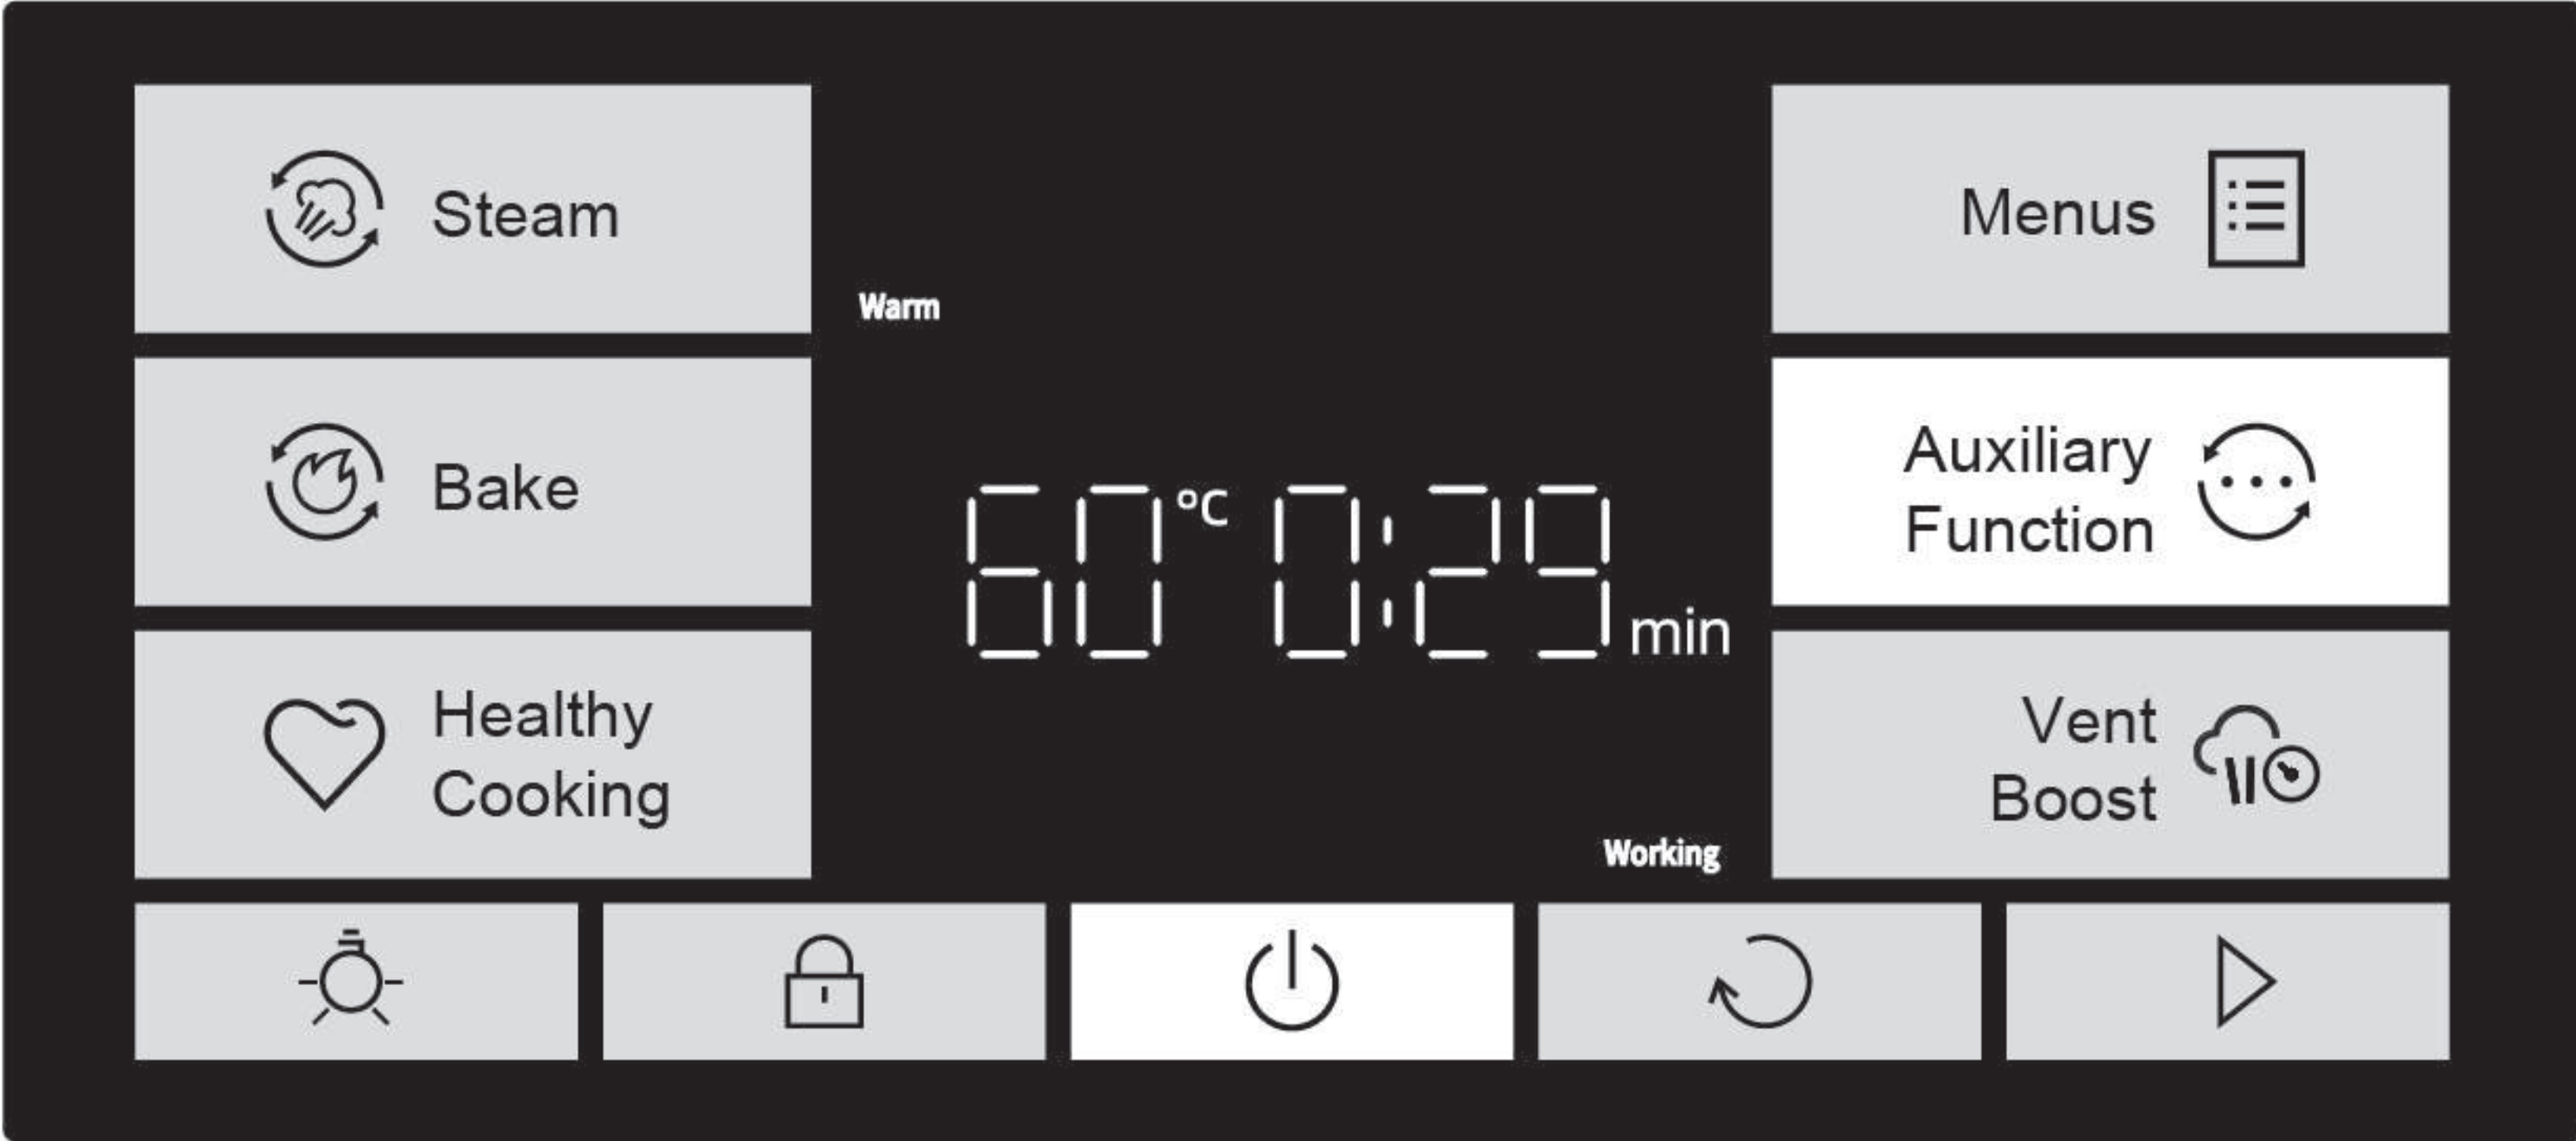 Steam
Bake
Healthy
Cooking
Warm
60°C 0:29 min
Working
Menus
Auxiliary
Function
Vent
Boost